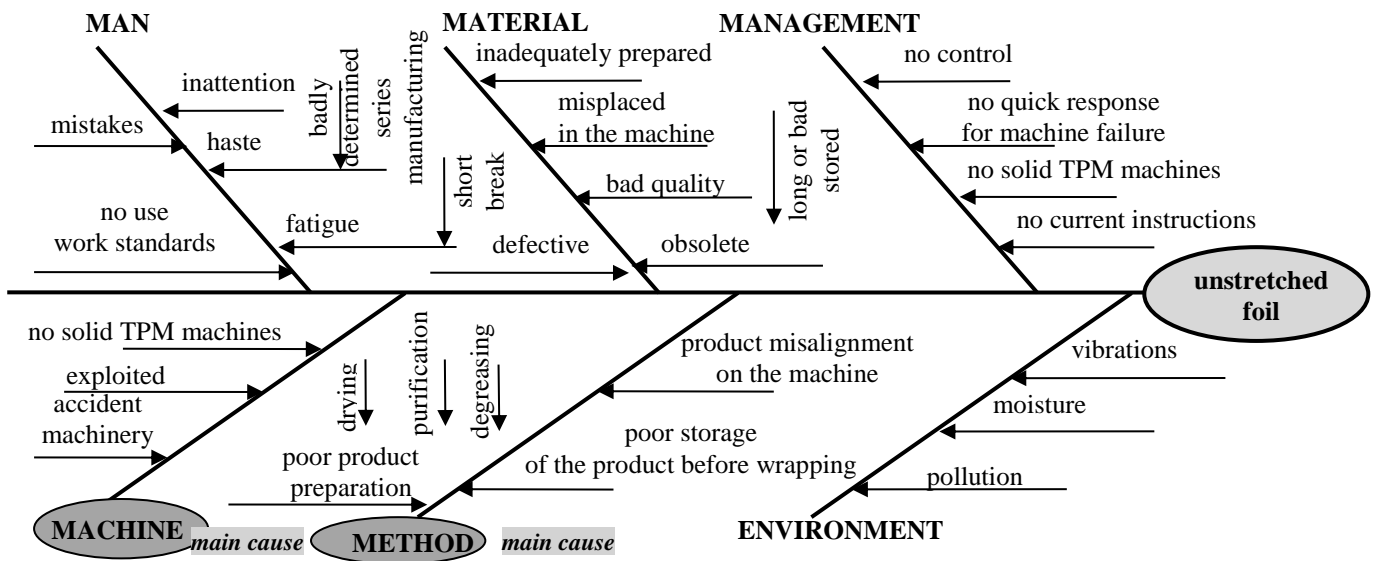 MAN
MATERIAL
MANAGEMENT
inattention
mistakes
haste
badly
determined
series
manufacturing
short
break
no use
work standards
fatigue
inadequately prepared
misplaced
in the machine
bad quality
defective
obsolete
long or bad
stored
no control
no quick response
for machine failure
no solid TPM machines
no current instructions
unstretched
foil
no solid TPM machines
exploited
accident
machinery
drying
purification
degreasing
poor product
preparation
product misalignment
on the machine
poor storage
of the product before wrapping
vibrations
moisture
pollution
MACHINE
main cause
METHOD
main cause
ENVIRONMENT